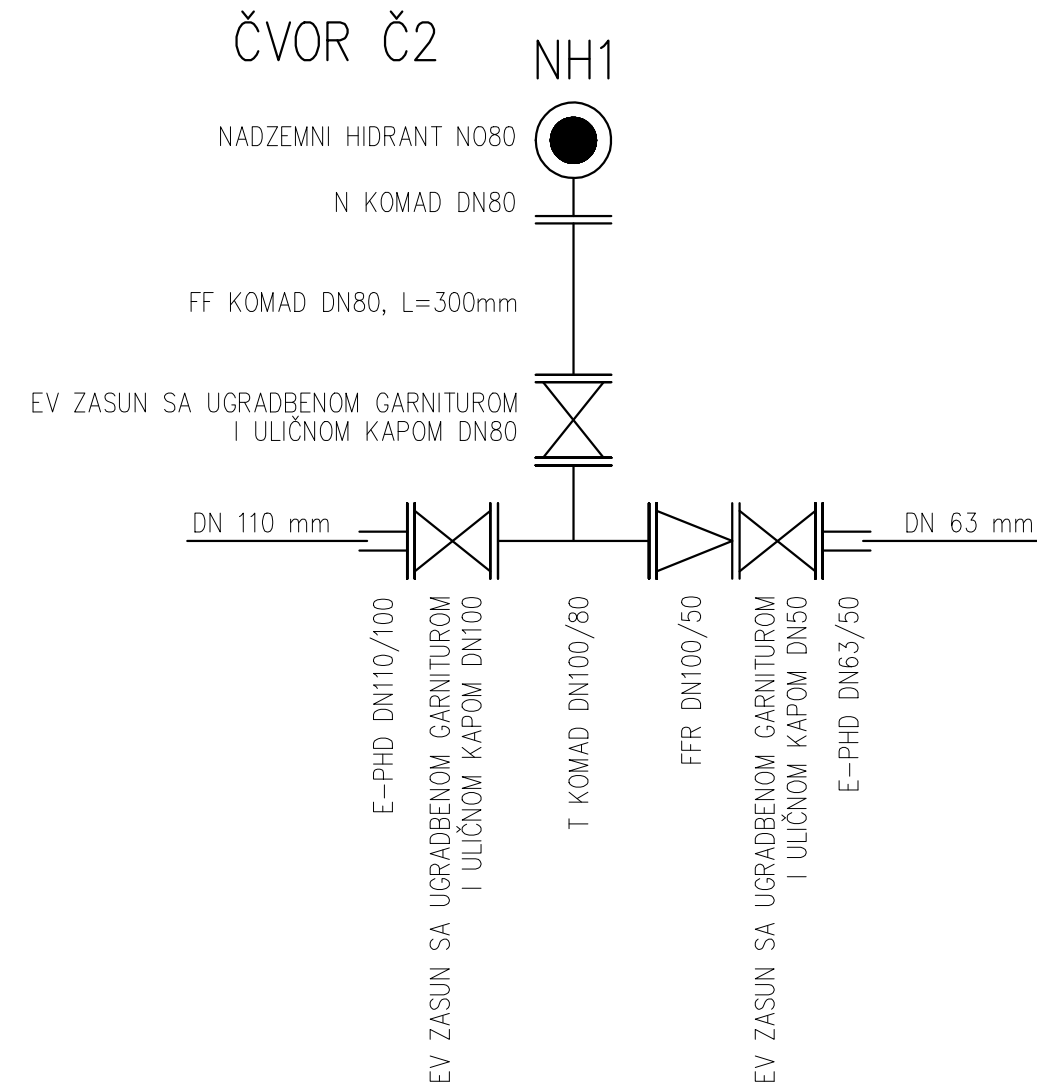 ČVOR Č2
NH1
NADZEMNI HIDRANT NO80
N KOMAD DN80
FF KOMAD DN80, L=300mm
EV ZASUN SA UGRADBENOM GARNITUROM
I ULIČNOM KAPOM DN80
DN 110 mm
DN 63 mm
E-PHD DN110/100
EV ZASUN SA UGRADBENOM GARNITUROM
I ULIČNOM KAPOM DN100
T KOMAD DN100/80
FFR DN100/50
EV ZASUN SA UGRADBENOM GARNITUROM
I ULIČNOM KAPOM DN50
E-PHD DN63/50